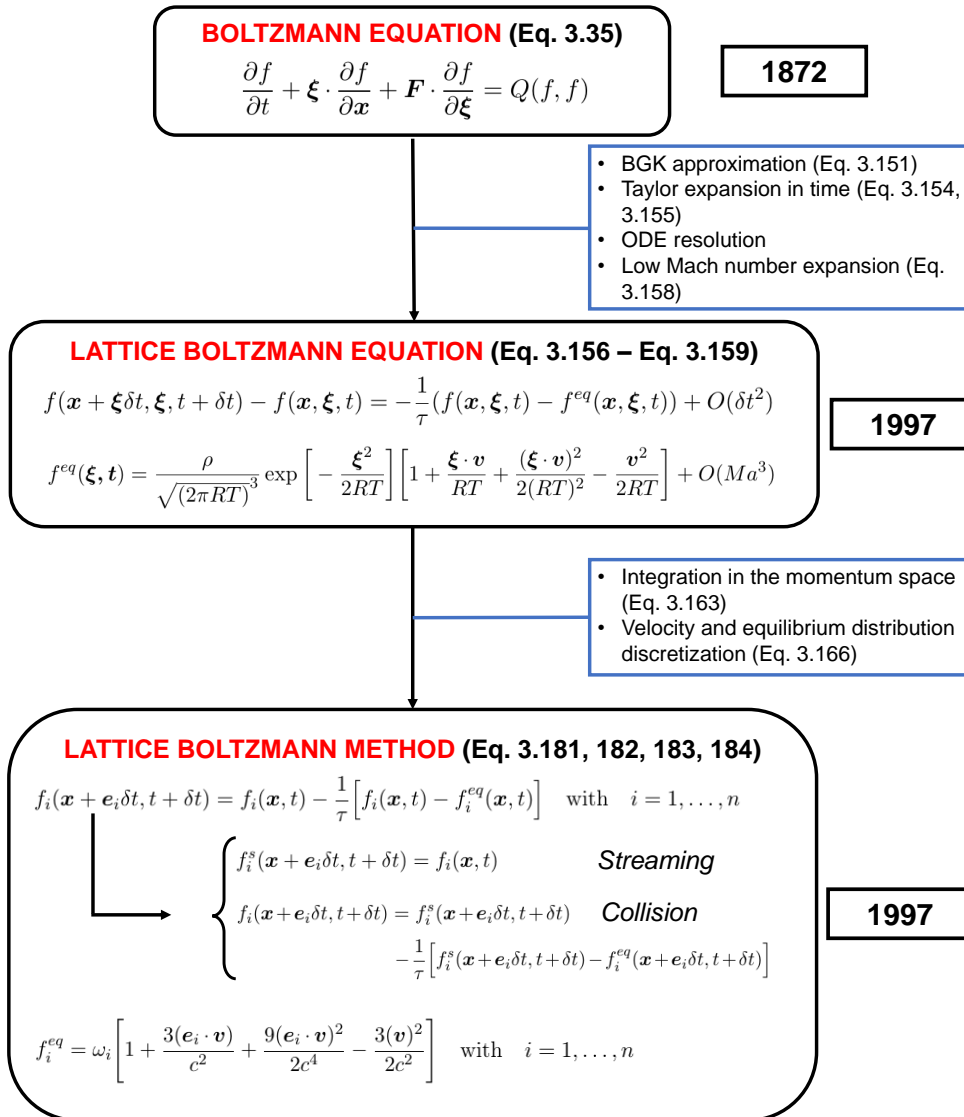 BOLTZMANN EQUATION (Eq. 3.35)
∂f/∂t + ξ · ∂f/∂x + F · ∂f/∂ξ = Q(f, f)
1872
• BGK approximation (Eq. 3.151)
• Taylor expansion in time (Eq. 3.154,
3.155)
• ODE resolution
• Low Mach number expansion (Eq.
3.158)
LATTICE BOLTZMANN EQUATION (Eq. 3.156 – Eq. 3.159)
f(x + ξδt, ξ, t + δt) − f(x, ξ, t) = −1/τ (f(x, ξ, t) − f^{eq}(x, ξ, t)) + O(δt²)
f^{eq}(ξ, t) = ρ/√(2πRT)³ exp[ − ξ²/2RT ][ 1 + ξ · v/RT + (ξ · v)²/2(RT)² − v²/2RT ] + O(Ma³)
1997
• Integration in the momentum space
(Eq. 3.163)
• Velocity and equilibrium distribution
discretization (Eq. 3.166)
LATTICE BOLTZMANN METHOD (Eq. 3.181, 182, 183, 184)
f_i(x + e_iδt, t + δt) = f_i(x, t) − 1/τ [f_i(x, t) − f_i^{eq}(x, t)] with i = 1, . . . , n
f_i^s(x + e_iδt, t + δt) = f_i(x, t) Streaming
f_i(x+e_iδt, t+δt) = f_i^s(x+e_iδt, t+δt) Collision
−1/τ [f_i^s(x+e_iδt, t+δt) − f_i^{eq}(x+e_iδt, t+δt)]
1997
f_i^{eq} = ω_i [1 + 3(e_i · v)/c² + 9(e_i · v)²/2c⁴ − 3(v)²/2c²] with i = 1, . . . , n